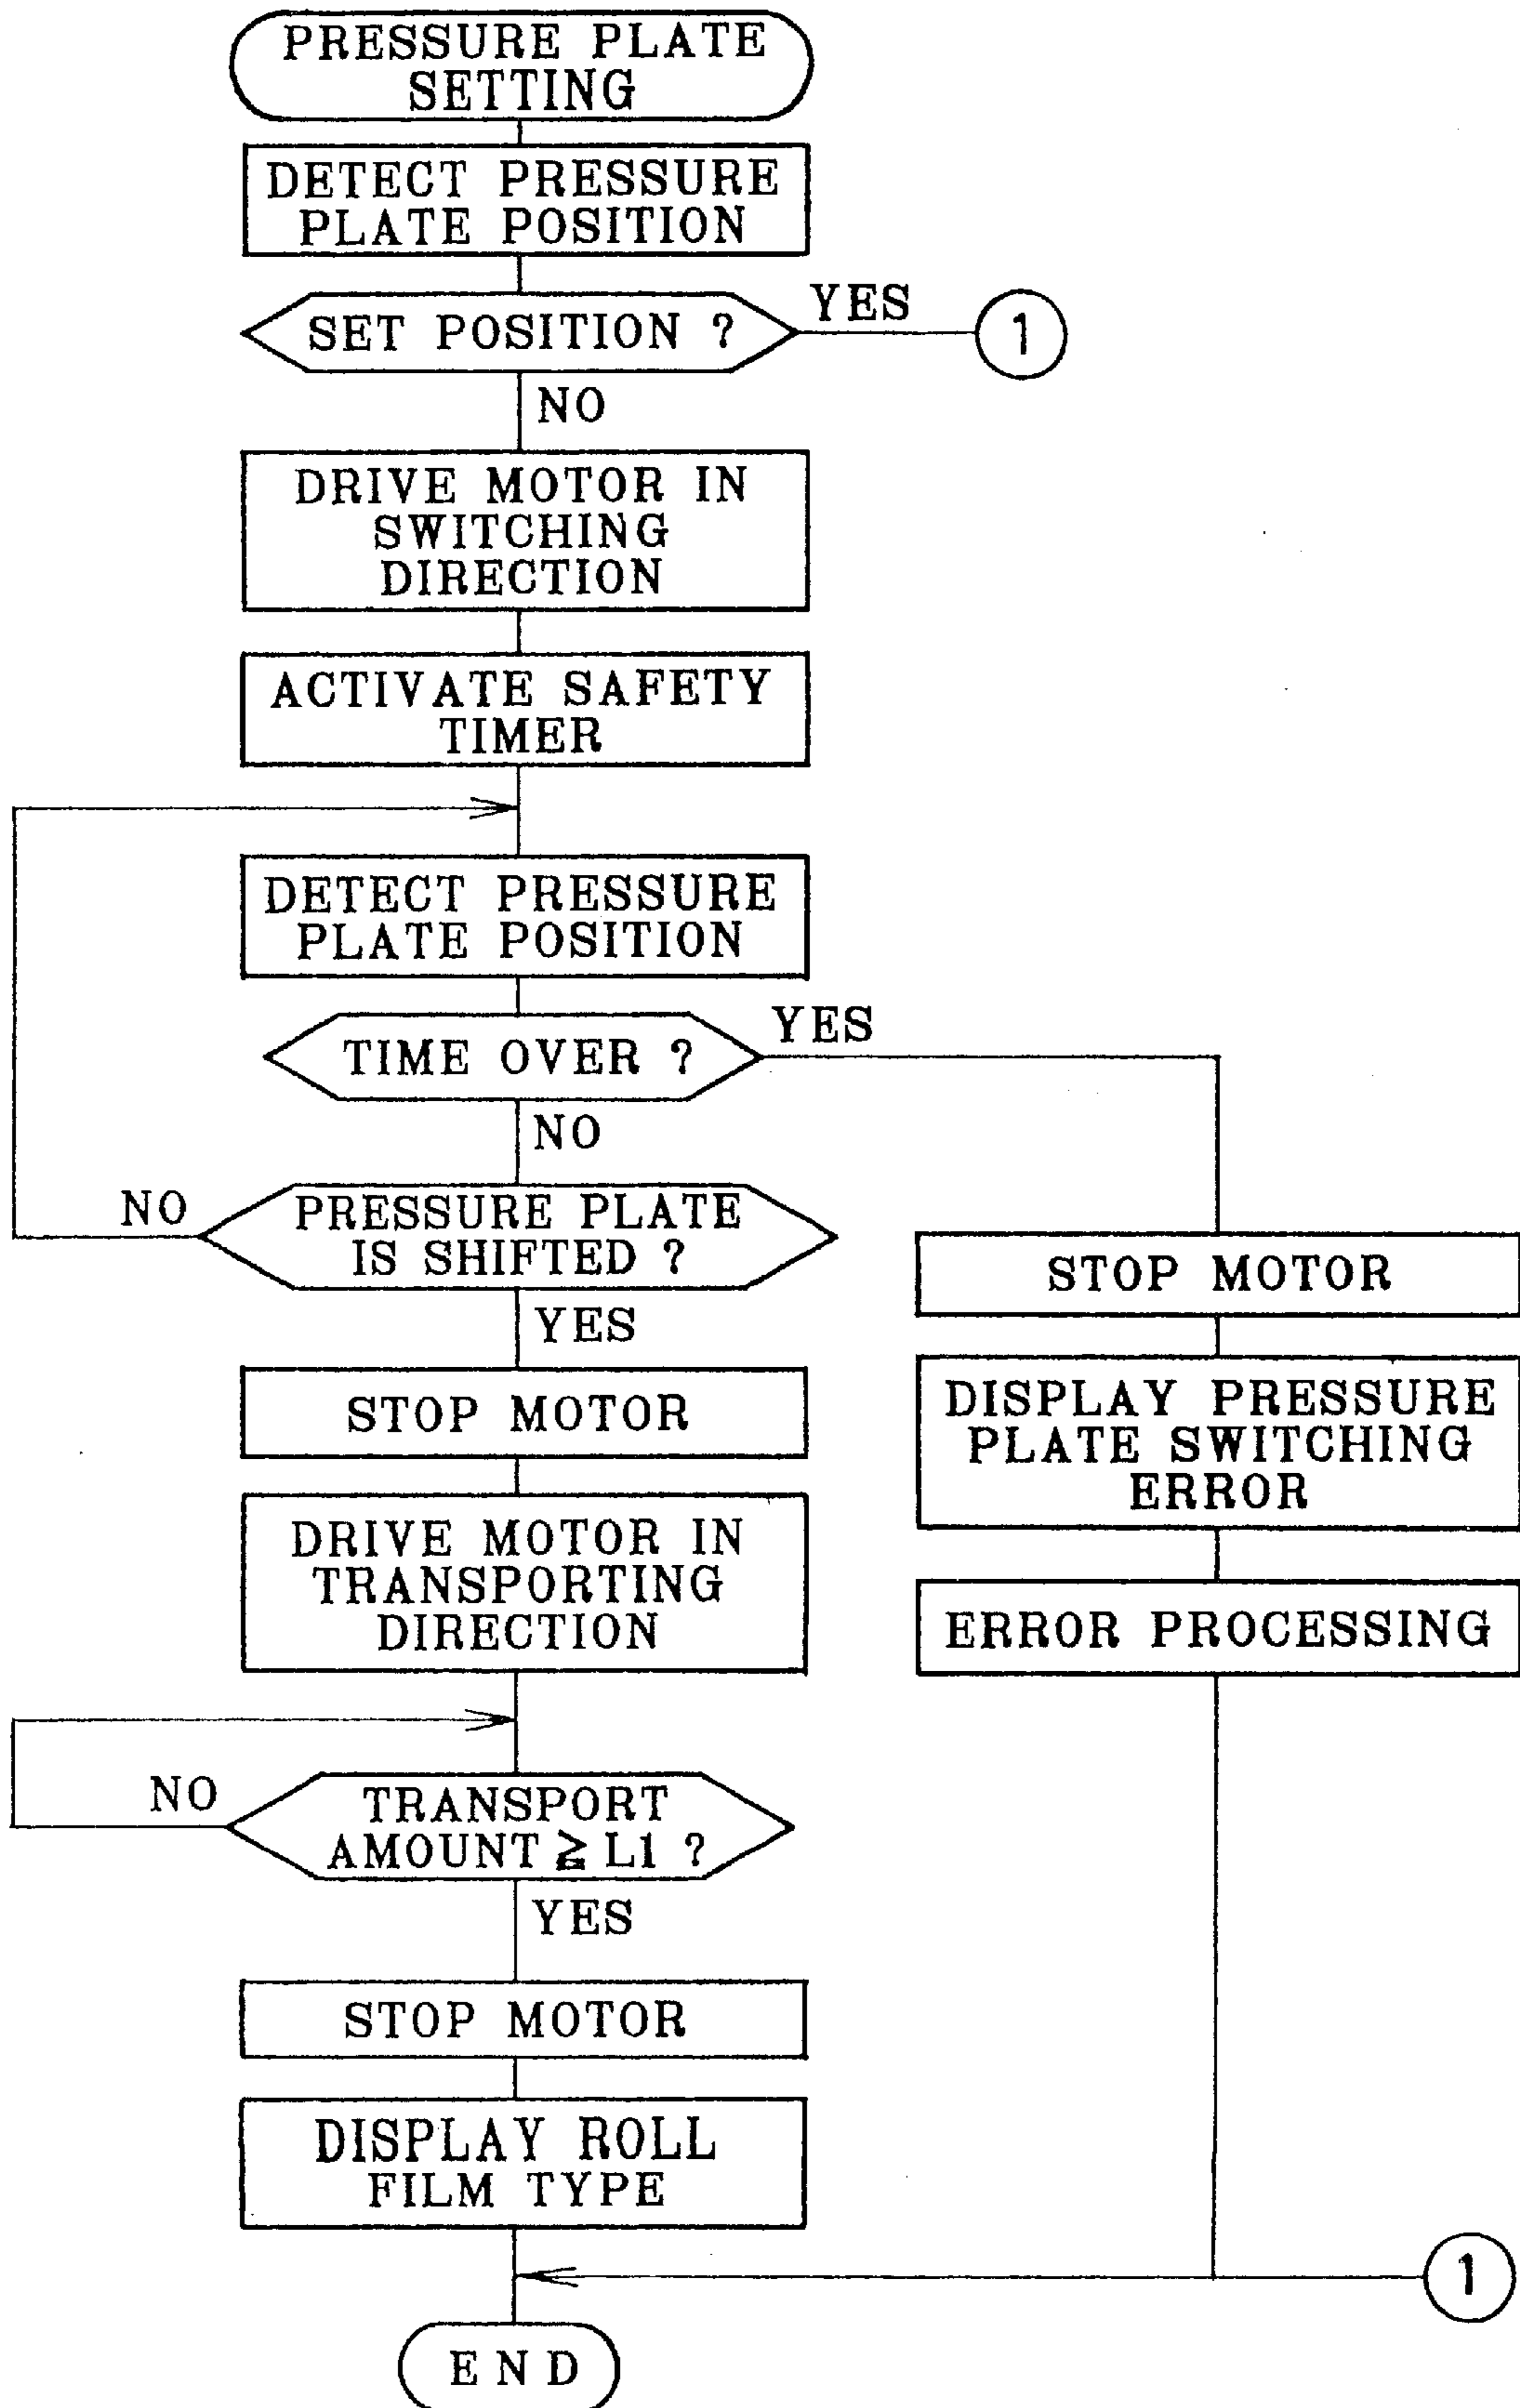 PRESSURE PLATE
SETTING
DETECT PRESSURE
PLATE POSITION
SET POSITION ?
YES
1
NO
DRIVE MOTOR IN
SWITCHING
DIRECTION
ACTIVATE SAFETY
TIMER
DETECT PRESSURE
PLATE POSITION
TIME OVER ?
YES
NO
PRESSURE PLATE
IS SHIFTED ?
NO
YES
STOP MOTOR
DISPLAY PRESSURE
PLATE SWITCHING
ERROR
ERROR PROCESSING
STOP MOTOR
DRIVE MOTOR IN
TRANSPORTING
DIRECTION
TRANSPORT
AMOUNT ≧ L1 ?
NO
YES
STOP MOTOR
DISPLAY ROLL
FILM TYPE
1
END